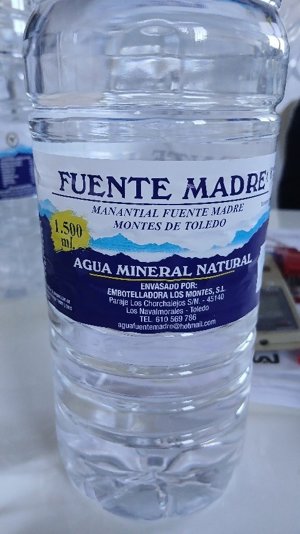 FUENTE MADRE
MANANTIAL FUENTE MADRE
MONTES DE TOLEDO
1.500
ml.
AGUA MINERAL NATURAL
ENVASADO POR:
EMBOTELLADORA LOS MONTES, S.L.
Paraje Los Chorchalejos S/N. - 45140
Los Navalmorales - Toledo
TEL. 610 569 786
aguafuentemadre@hotmail.com